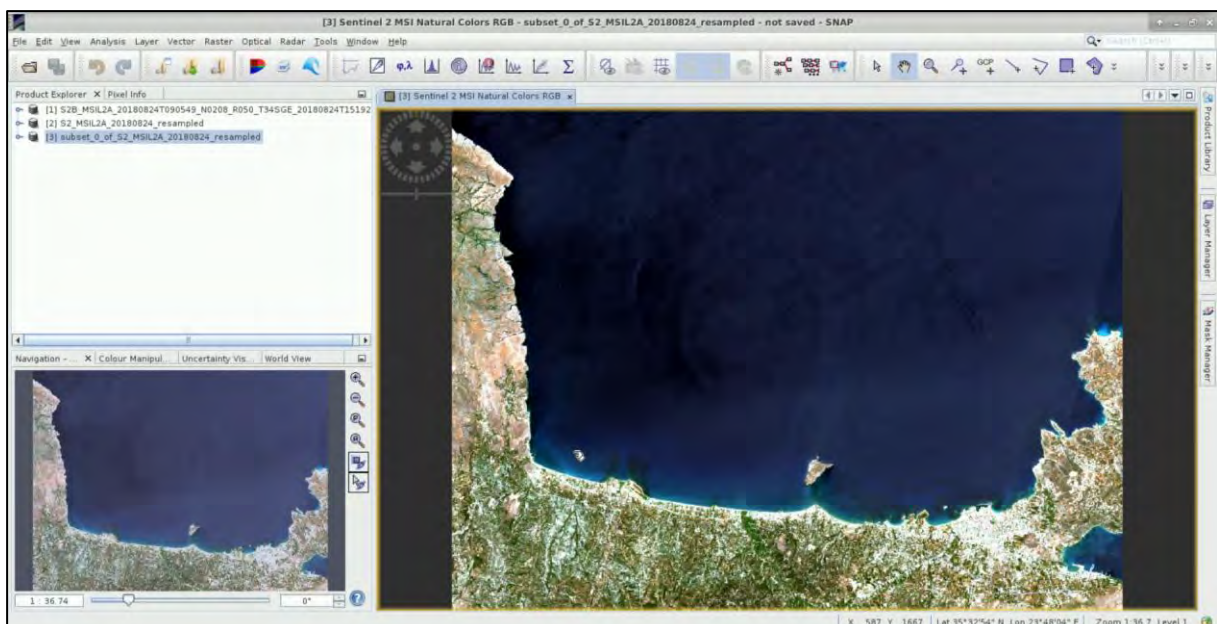 [3] Sentinel 2 MSI Natural Colors RGB - subset_0_of_S2_MSIL2A_20180824_resampled - not saved - SNAP
File Edit View Analysis Layer Vector Raster Optical Radar Tools Window Help
Search (Ctrl+I)
φ,λ Σ GCP
Product Explorer × Pixel Info
[3] Sentinel 2 MSI Natural Colors RGB ×
[1] S2B_MSIL2A_20180824T090549_N0208_R050_T34SGE_20180824T15192
[2] S2_MSIL2A_20180824_resampled
[3] subset_0_of_S2_MSIL2A_20180824_resampled
Product Library
Layer Manager
Mask Manager
Navigation - ... × Colour Manipul... Uncertainty Vis... World View
1 : 36.74 0°
X 587 Y 1667 Lat 35°32'54" N Lon 23°48'04" E Zoom 1:36.7 Level 1